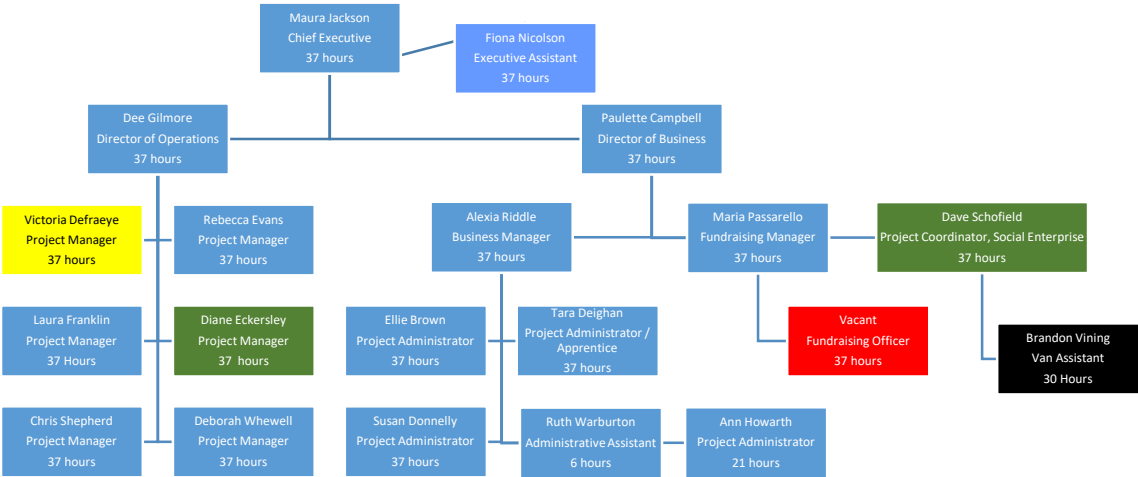 Maura Jackson
Chief Executive
37 hours
Fiona Nicolson
Executive Assistant
37 hours
Dee Gilmore
Director of Operations
37 hours
Paulette Campbell
Director of Business
37 hours
Victoria Defraeye
Project Manager
37 hours
Rebecca Evans
Project Manager
37 hours
Alexia Riddle
Business Manager
37 hours
Maria Passarello
Fundraising Manager
37 hours
Dave Schofield
Project Coordinator, Social Enterprise
37 hours
Laura Franklin
Project Manager
37 Hours
Diane Eckersley
Project Manager
37 hours
Ellie Brown
Project Administrator
37 hours
Tara Deighan
Project Administrator /
Apprentice
37 hours
Vacant
Fundraising Officer
37 hours
Brandon Vining
Van Assistant
30 Hours
Chris Shepherd
Project Manager
37 hours
Deborah Whewell
Project Manager
37 hours
Susan Donnelly
Project Administrator
37 hours
Ruth Warburton
Administrative Assistant
6 hours
Ann Howarth
Project Administrator
21 hours